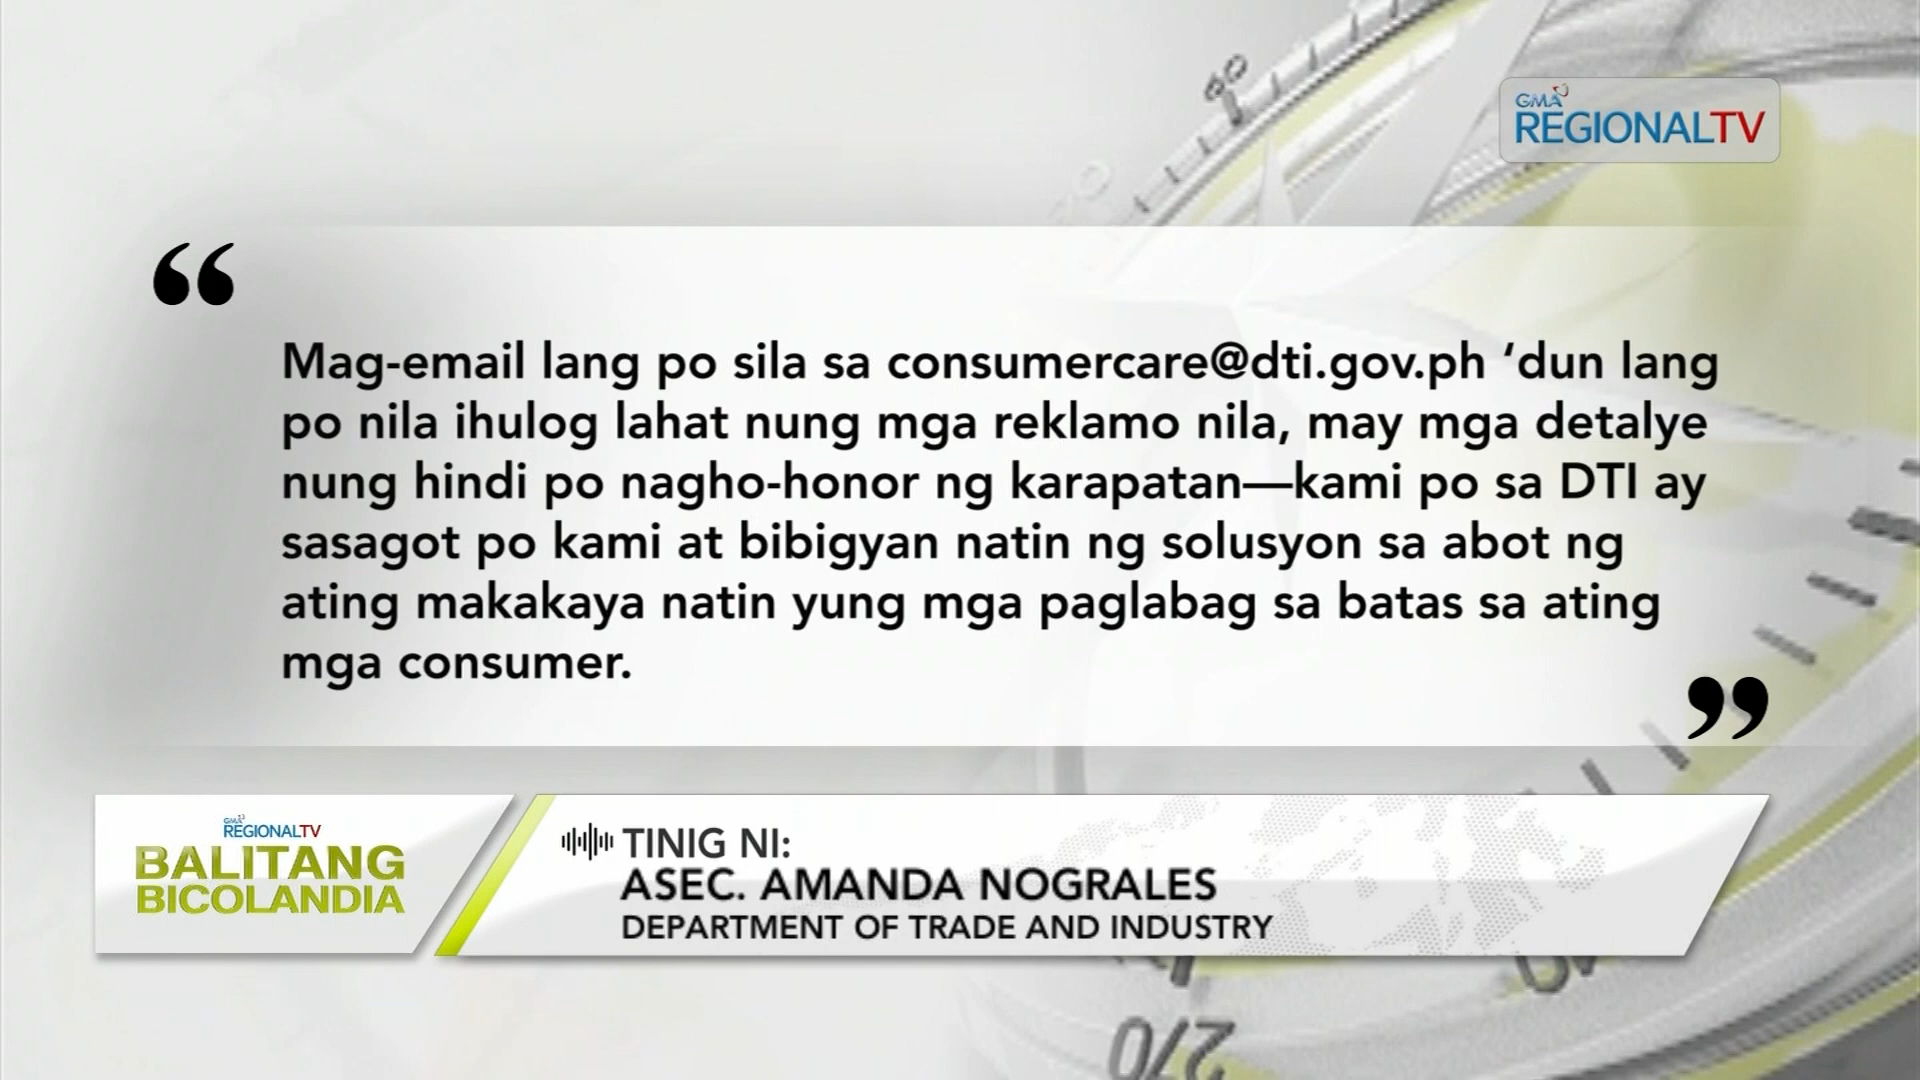 GMA
REGIONALTV
“
Mag-email lang po sila sa consumercare@dti.gov.ph ‘dun lang
po nila ihulog lahat nung mga reklamo nila, may mga detalye
nung hindi po nagho-honor ng karapatan—kami po sa DTI ay
sasagot po kami at bibigyan natin ng solusyon sa abot ng
ating makakaya natin yung mga paglabag sa batas sa ating
mga consumer.
”
GMA
REGIONALTV
BALITANG
BICOLANDIA
TINIG NI:
ASEC. AMANDA NOGRALES
DEPARTMENT OF TRADE AND INDUSTRY
270